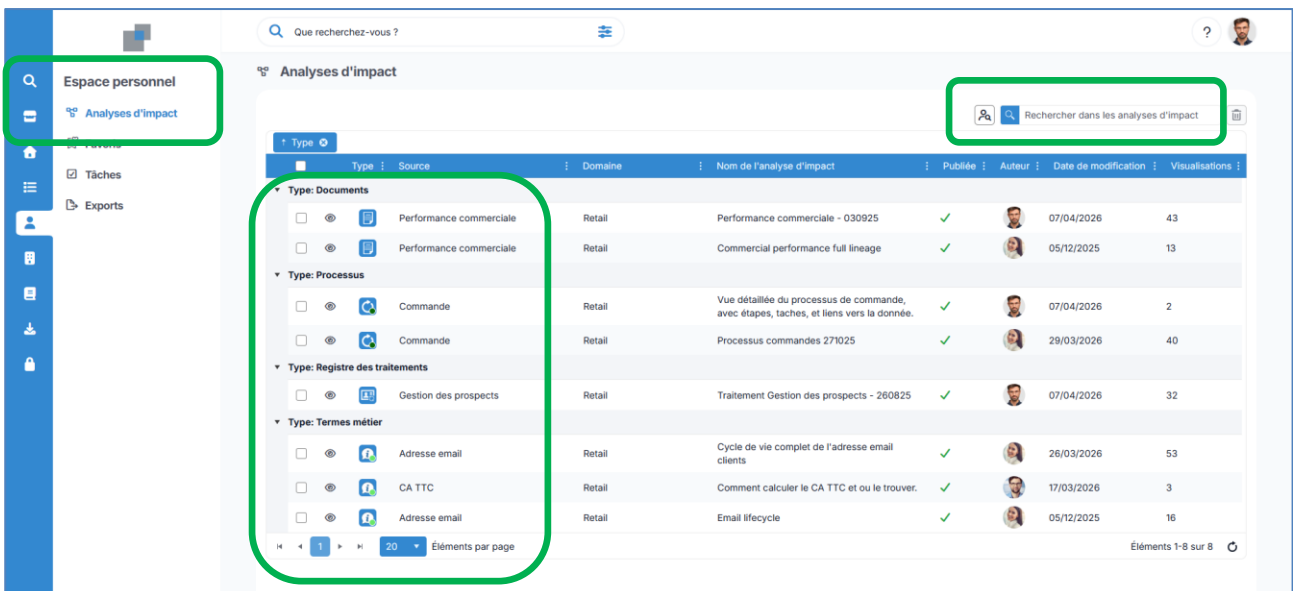 Que recherchez-vous ?
?
Espace personnel
Analyses d'impact
Favoris
Tâches
Exports
Analyses d'impact
Rechercher dans les analyses d'impact
↑ Type
Type Source Domaine Nom de l'analyse d'impact Publiée Auteur Date de modification Visualisations
Type: Documents
Performance commerciale Retail Performance commerciale - 030925 07/04/2026 43
Performance commerciale Retail Commercial performance full lineage 05/12/2025 13
Type: Processus
Commande Retail Vue détaillée du processus de commande,
avec étapes, taches, et liens vers la donnée. 07/04/2026 2
Commande Retail Processus commandes 271025 29/03/2026 40
Type: Registre des traitements
Gestion des prospects Retail Traitement Gestion des prospects - 260825 07/04/2026 32
Type: Termes métier
Adresse email Retail Cycle de vie complet de l'adresse email
clients 26/03/2026 53
CA TTC Retail Comment calculer le CA TTC et ou le trouver. 17/03/2026 3
Adresse email Retail Email lifecycle 05/12/2025 16
1 20 Éléments par page Éléments 1-8 sur 8